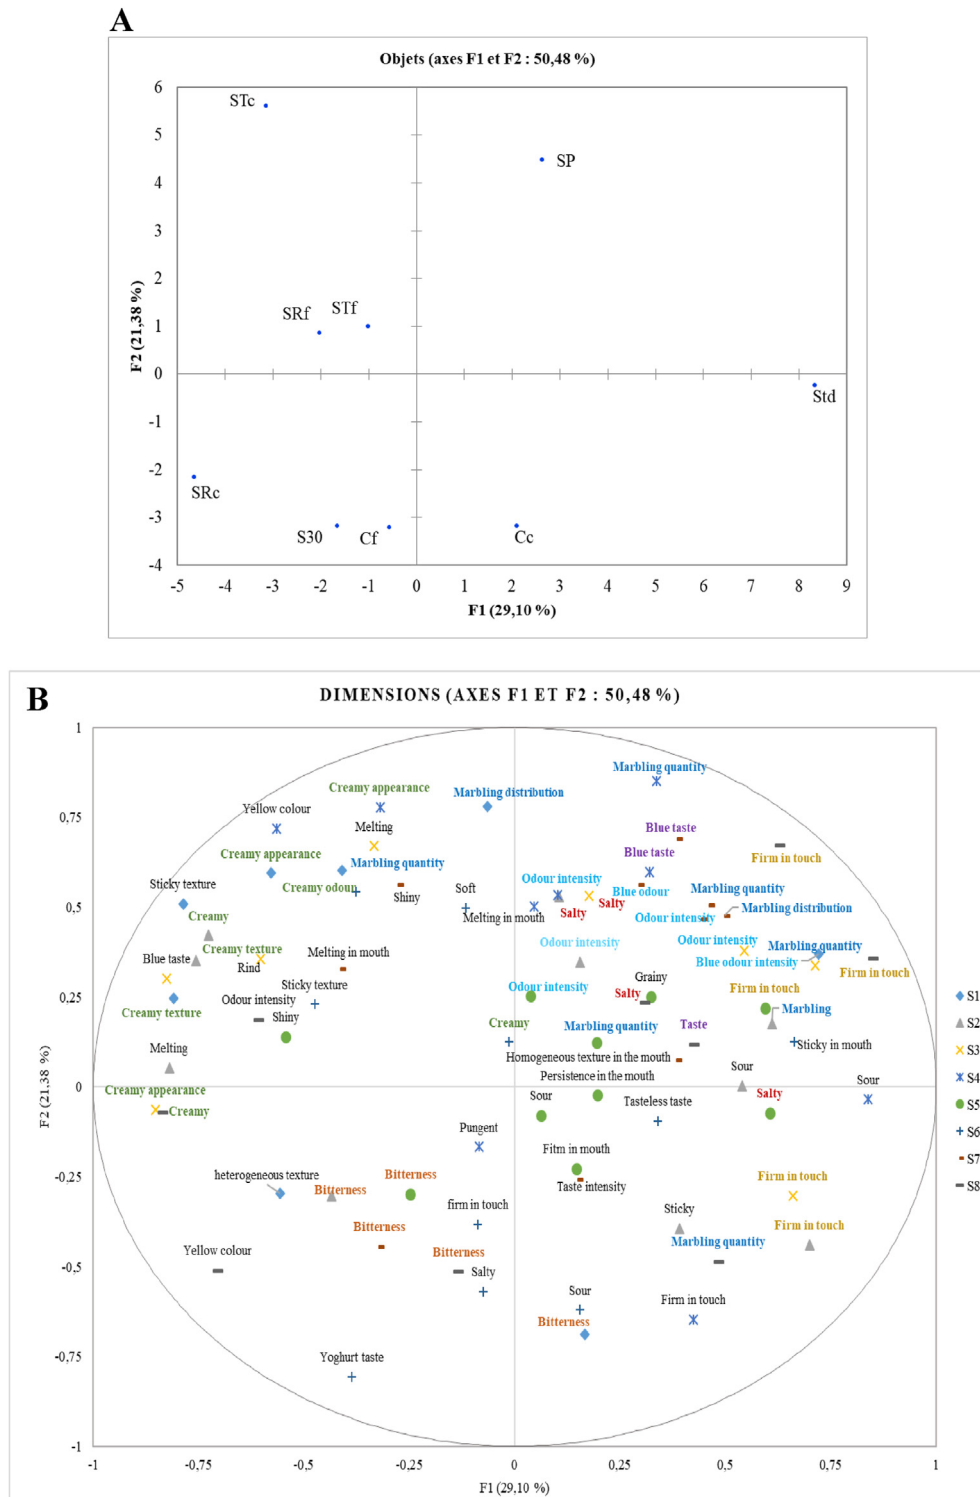 A
Objets (axes F1 et F2 : 50,48 %)
6
5
4
3
2
1
0
-1
-2
-3
-4
STc
SP
SRf
STf
Std
SRc
S30
Cf
Cc
F2 (21,38 %)
-5 -4 -3 -2 -1 0 1 2 3 4 5 6 7 8 9
F1 (29,10 %)
B
DIMENSIONS (AXES F1 ET F2 : 50,48 %)
1
0,75
0,5
0,25
0
-0,25
-0,5
-0,75
-1
F2 (21,38 %)
Marbling quantity
Creamy appearance
Marbling distribution
Yellow colour
Melting
Blue taste
Firm in touch
Blue taste
Creamy appearance
Marbling quantity
Sticky texture
Creamy odour
Shiny
Soft
Odour intensity
Blue odour
Marbling quantity
Salty
Marbling distribution
Creamy
Melting in mouth
Salty
Odour intensity
Creamy texture
Melting in mouth
Odour intensity
Odour intensity
Marbling quantity
Blue taste
Rind
Blue odour intensity
Firm in touch
Sticky texture
Odour intensity
Grainy
Firm in touch
Creamy texture
Odour intensity
Shiny
Salty
Marbling
Creamy
Marbling quantity
Taste
Sticky in mouth
Melting
Homogeneous texture in the mouth
Sour
Persistence in the mouth
Creamy appearance
Creamy
Sour
Tasteless taste
Salty
Sour
Pungent
Fitm in mouth
heterogeneous texture
Bitterness
Bitterness
Taste intensity
Firm in touch
firm in touch
Sticky
Bitterness
Firm in touch
Yellow colour
Bitterness
Salty
Marbling quantity
Sour
Firm in touch
Bitterness
Yoghurt taste
S1
S2
S3
S4
S5
S6
S7
S8
-1 -0,75 -0,5 -0,25 0 0,25 0,5 0,75 1
F1 (29,10 %)